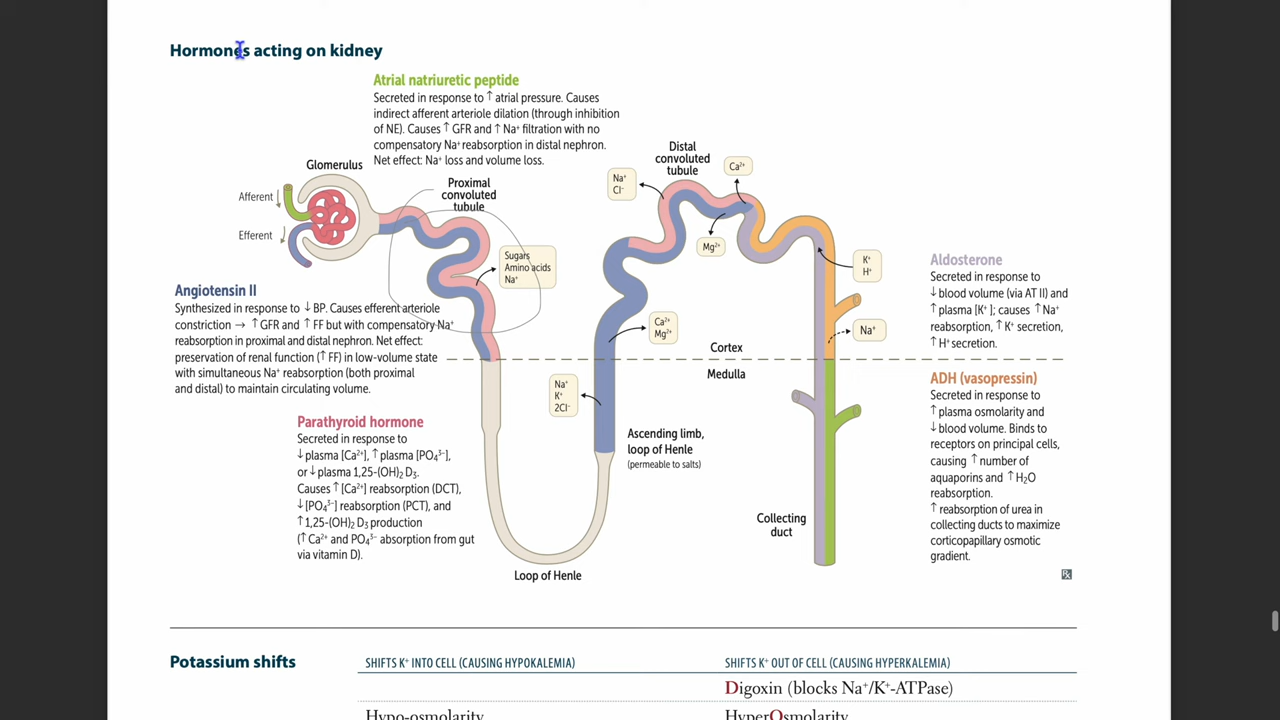 Hormones acting on kidney
Atrial natriuretic peptide
Secreted in response to ↑ atrial pressure. Causes
indirect afferent arteriole dilation (through inhibition
of NE). Causes ↑ GFR and ↑ Na⁺ filtration with no
compensatory Na⁺ reabsorption in distal nephron.
Net effect: Na⁺ loss and volume loss.
Glomerulus
Afferent
Efferent
Proximal
convoluted
tubule
Sugars
Amino acids
Na⁺
Distal
convoluted
tubule
Na⁺
Cl⁻
Ca²⁺
Mg²⁺
K⁺
H⁺
Na⁺
Ca²⁺
Mg²⁺
Na⁺
K⁺
2Cl⁻
Cortex
Medulla
Angiotensin II
Synthesized in response to ↓ BP. Causes efferent arteriole
constriction → ↑ GFR and ↑ FF but with compensatory Na⁺
reabsorption in proximal and distal nephron. Net effect:
preservation of renal function (↑ FF) in low-volume state
with simultaneous Na⁺ reabsorption (both proximal
and distal) to maintain circulating volume.
Parathyroid hormone
Secreted in response to
↓ plasma [Ca²⁺], ↑ plasma [PO₄³⁻],
or ↓ plasma 1,25-(OH)₂ D₃.
Causes ↑ [Ca²⁺] reabsorption (DCT),
↓ [PO₄³⁻] reabsorption (PCT), and
↑ 1,25-(OH)₂ D₃ production
(↑ Ca²⁺ and PO₄³⁻ absorption from gut
via vitamin D).
Ascending limb,
loop of Henle
(permeable to salts)
Loop of Henle
Collecting
duct
Aldosterone
Secreted in response to
↓ blood volume (via AT II) and
↑ plasma [K⁺]; causes ↑ Na⁺
reabsorption, ↑ K⁺ secretion,
↑ H⁺ secretion.
ADH (vasopressin)
Secreted in response to
↑ plasma osmolarity and
↓ blood volume. Binds to
receptors on principal cells,
causing ↑ number of
aquaporins and ↑ H₂O
reabsorption.
↑ reabsorption of urea in
collecting ducts to maximize
corticopapillary osmotic
gradient.
Rx
Potassium shifts
SHIFTS K⁺ INTO CELL (CAUSING HYPOKALEMIA)
SHIFTS K⁺ OUT OF CELL (CAUSING HYPERKALEMIA)
Digoxin (blocks Na⁺/K⁺-ATPase)
Hypo-osmolarity
HyperOsmolarity